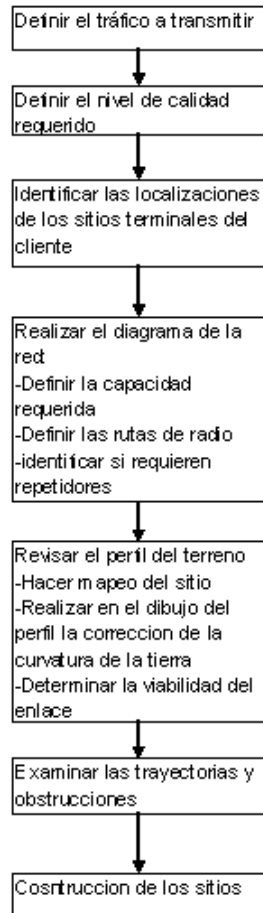 Definir el tráfico a transmitir
Definir el nivel de calidad
requerido
Identificar las localizaciones
de los sitios terminales del
cliente
Realizar el diagrama de la
red:
-Definir la capacidad
requerida
-Definir las rutas de radio
-identificar si requieren
repetidores
Revisar el perfil del terreno
-Hacer mapeo del sitio
-Realizar en el dibujo del
perfil la correccion de la
curvatura de la tierra
-Determinar la viabilidad del
enlace
Examinar las trayectorias y
obstrucciones
Cosntruccion de los sitios